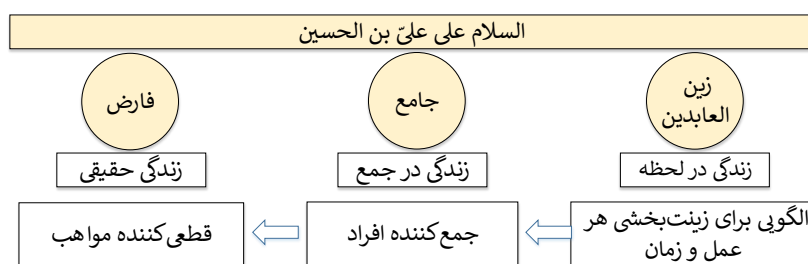 السلام علی علیّ بن الحسین
زین
العابدین
جامع
فارض
زندگی در لحظه
زندگی در جمع
زندگی حقیقی
الگویی برای زینت‌بخشی هر
عمل و زمان
جمع‌کننده افراد
قطعی‌کننده مواهب